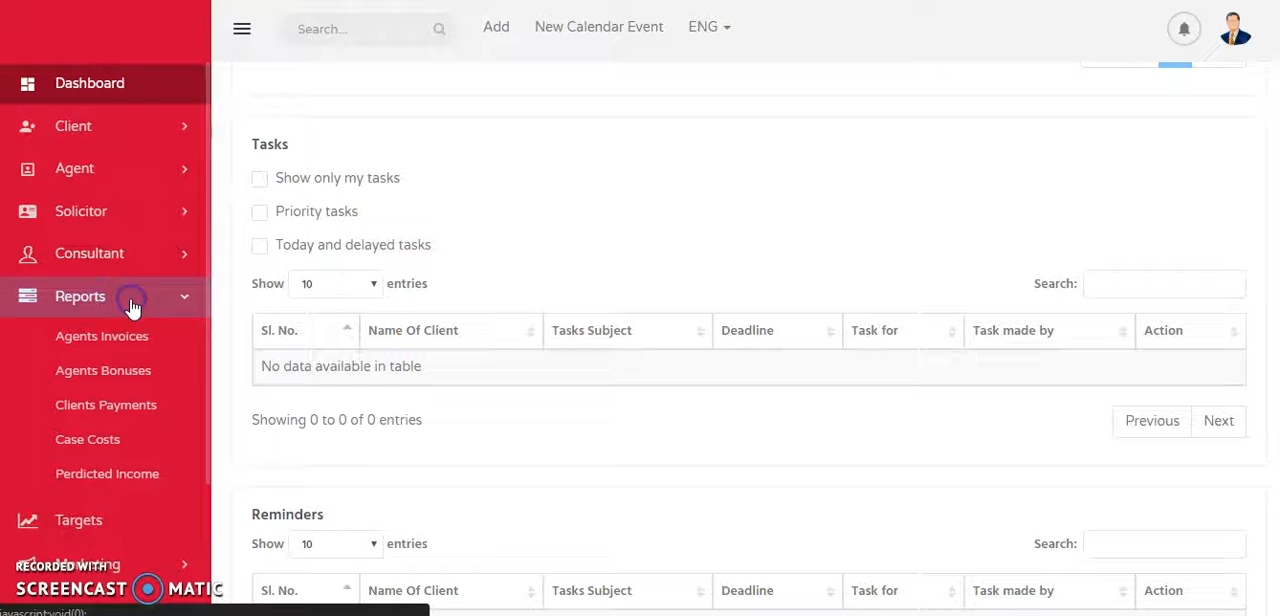 Search... Add New Calendar Event ENG
Dashboard
Client
Agent
Solicitor
Consultant
Reports
Agents Invoices
Agents Bonuses
Clients Payments
Case Costs
Perdicted Income
Targets
Marketing
RECORDED WITH
SCREENCAST MATIC
javascript:void(0);
Tasks
Show only my tasks
Priority tasks
Today and delayed tasks
Show 10 entries Search:
Sl. No. Name Of Client Tasks Subject Deadline Task for Task made by Action
No data available in table
Showing 0 to 0 of 0 entries Previous Next
Reminders
Show 10 entries Search:
Sl. No. Name Of Client Tasks Subject Deadline Task for Task made by Action